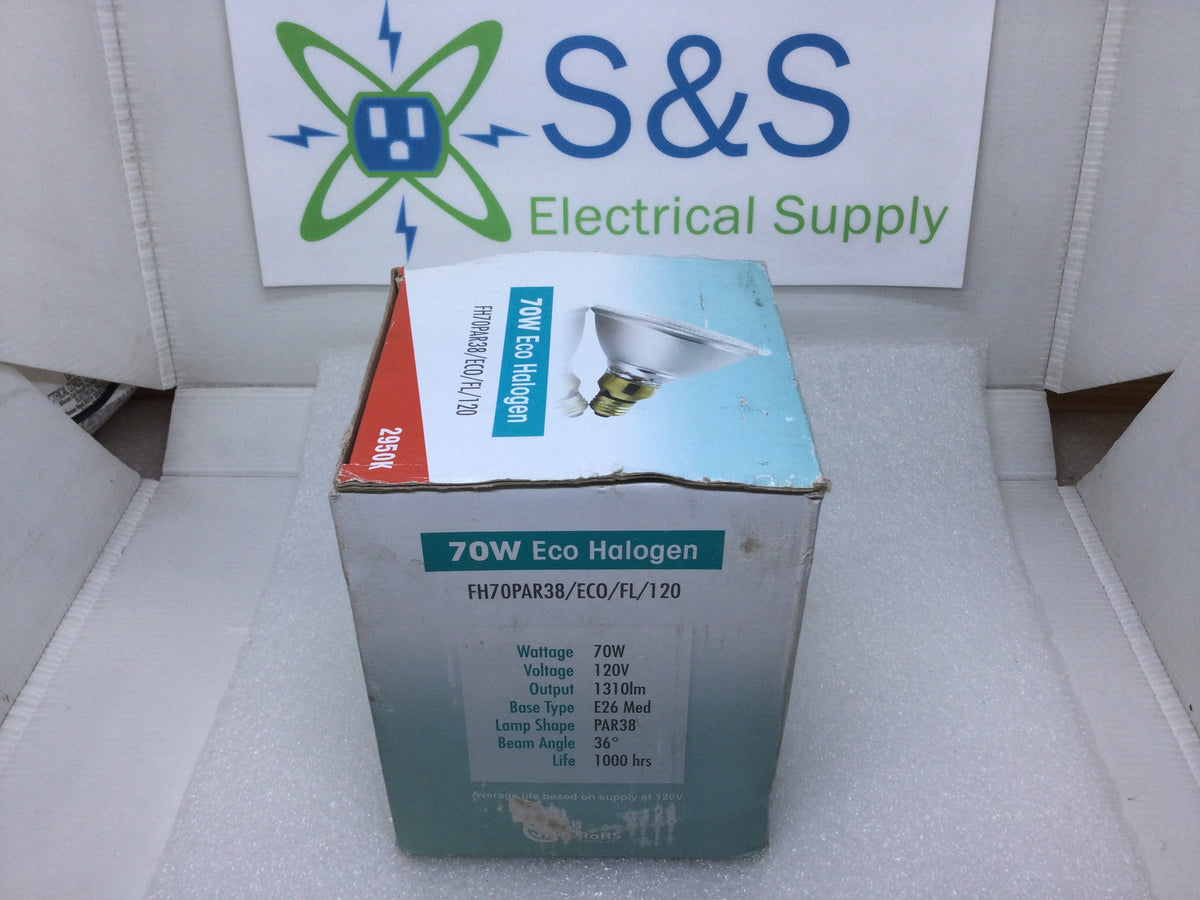 S&S
Electrical Supply
70W Eco Halogen
FH70PAR38/ECO/FL/120
2950K
70W Eco Halogen
FH70PAR38/ECO/FL/120
Wattage 70W
Voltage 120V
Output 1310lm
Base Type E26 Med
Lamp Shape PAR38
Beam Angle 36°
Life 1000 hrs
Average life based on supply at 120V
RoHS